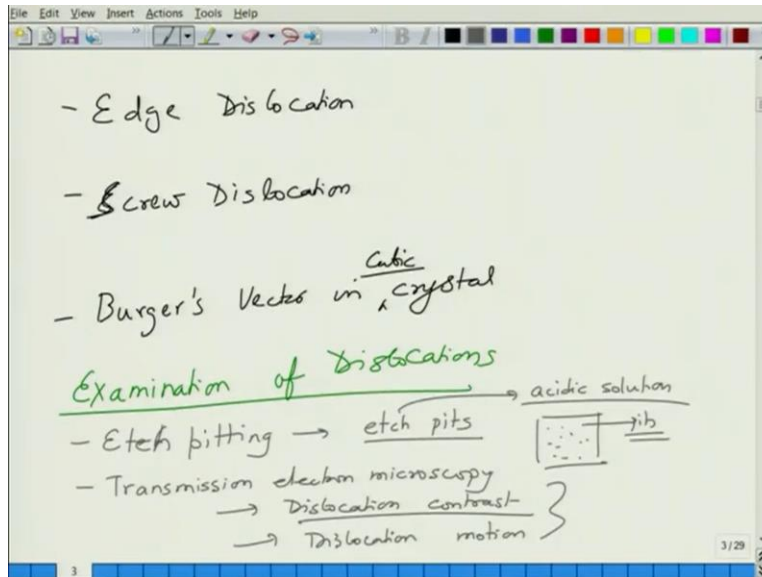 File Edit View Insert Actions Tools Help
- Edge Dislocation
- Screw Dislocation
Cubic
- Burger's Vector in ^ crystal
Examination of Dislocations
- Etch pitting → etch pits → acidic solution
- Transmission electron microscopy
→ Dislocation contrast
→ Dislocation motion
3/29
3